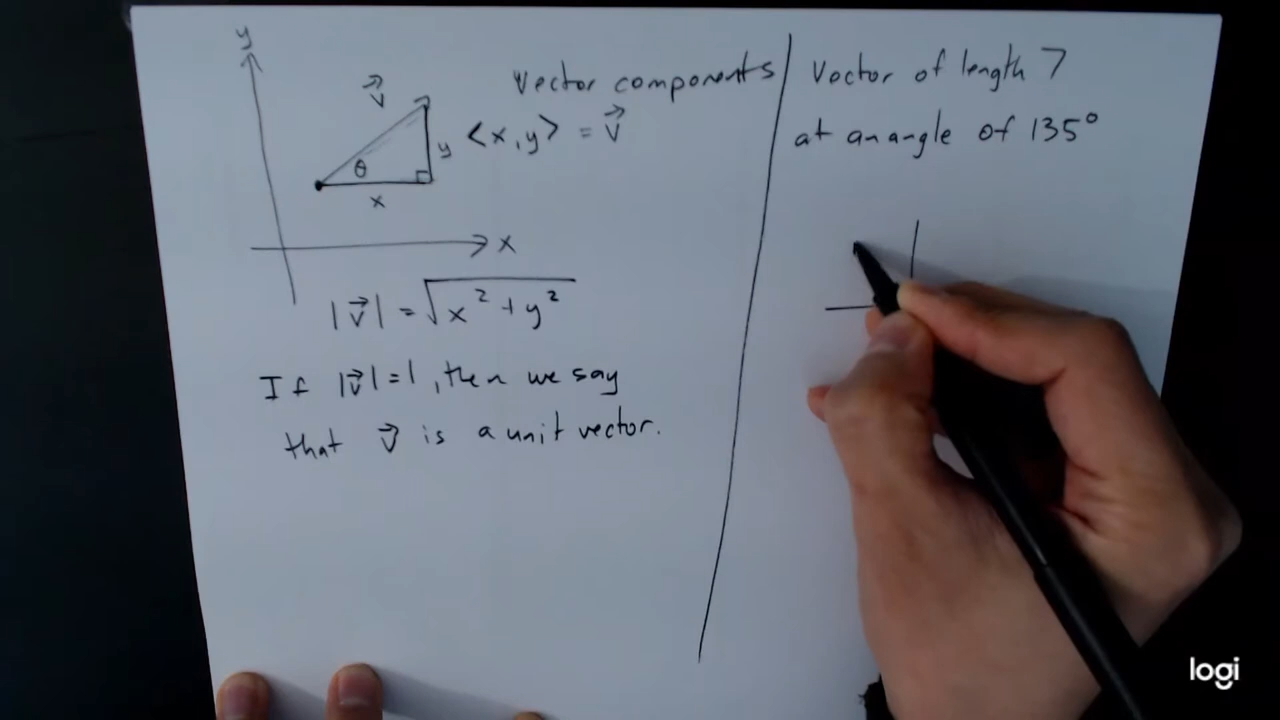 y
v⃗
Vector components
<x,y> = v⃗
θ
y
x
x
|v⃗| = √x² + y²
If |v⃗| = 1, then we say
that v⃗ is a unit vector.
Vector of length 7
at an angle of 135°
logi